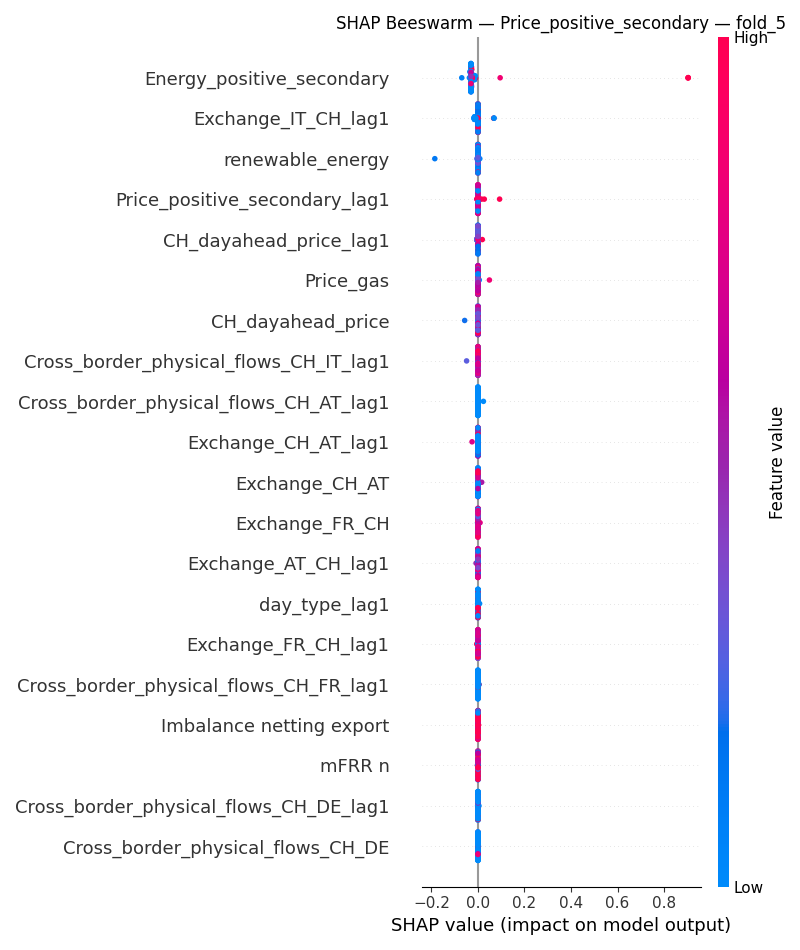 SHAP Beeswarm — Price_positive_secondary — fold_5
High
Energy_positive_secondary
Exchange_IT_CH_lag1
renewable_energy
Price_positive_secondary_lag1
CH_dayahead_price_lag1
Price_gas
CH_dayahead_price
Cross_border_physical_flows_CH_IT_lag1
Cross_border_physical_flows_CH_AT_lag1
Exchange_CH_AT_lag1
Exchange_CH_AT
Exchange_FR_CH
Exchange_AT_CH_lag1
day_type_lag1
Exchange_FR_CH_lag1
Cross_border_physical_flows_CH_FR_lag1
Imbalance netting export
mFRR n
Cross_border_physical_flows_CH_DE_lag1
Cross_border_physical_flows_CH_DE
Feature value
Low
−0.2 0.0 0.2 0.4 0.6 0.8
SHAP value (impact on model output)